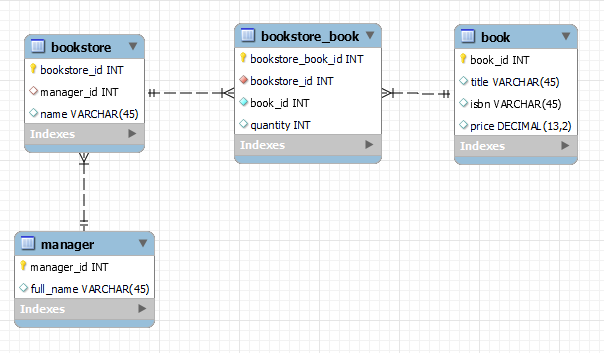 bookstore
bookstore_id INT
manager_id INT
name VARCHAR(45)
Indexes
bookstore_book
bookstore_book_id INT
bookstore_id INT
book_id INT
quantity INT
Indexes
book
book_id INT
title VARCHAR(45)
isbn VARCHAR(45)
price DECIMAL(13,2)
Indexes
manager
manager_id INT
full_name VARCHAR(45)
Indexes